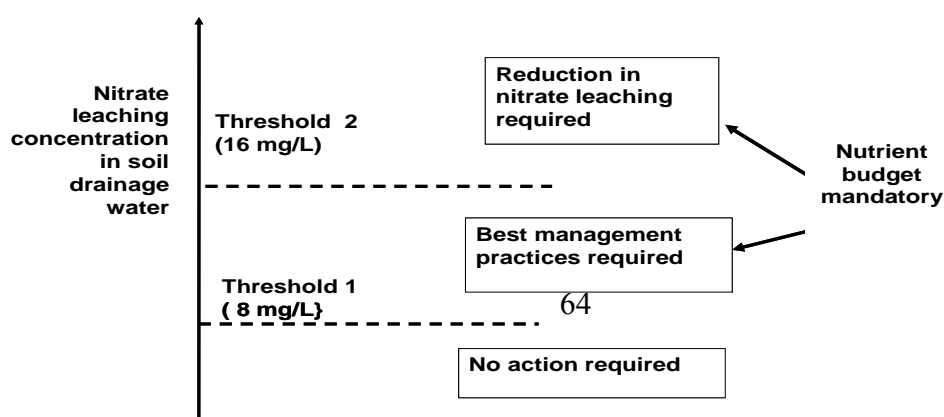 Nitrate
leaching
concentration
in soil
drainage
water
Threshold 2
(16 mg/L)
Reduction in
nitrate leaching
required
Nutrient
budget
mandatory
Best management
practices required
Threshold 1
( 8 mg/L}
64
No action required